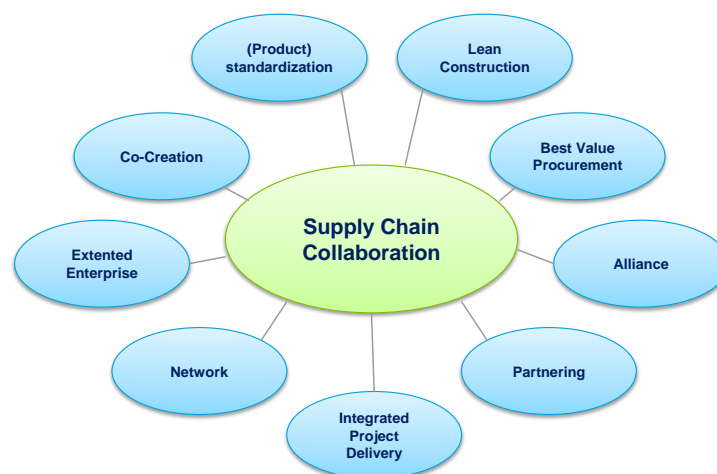 (Product)
standardization
Lean
Construction
Co-Creation
Best Value
Procurement
Supply Chain
Collaboration
Extented
Enterprise
Alliance
Network
Partnering
Integrated
Project
Delivery